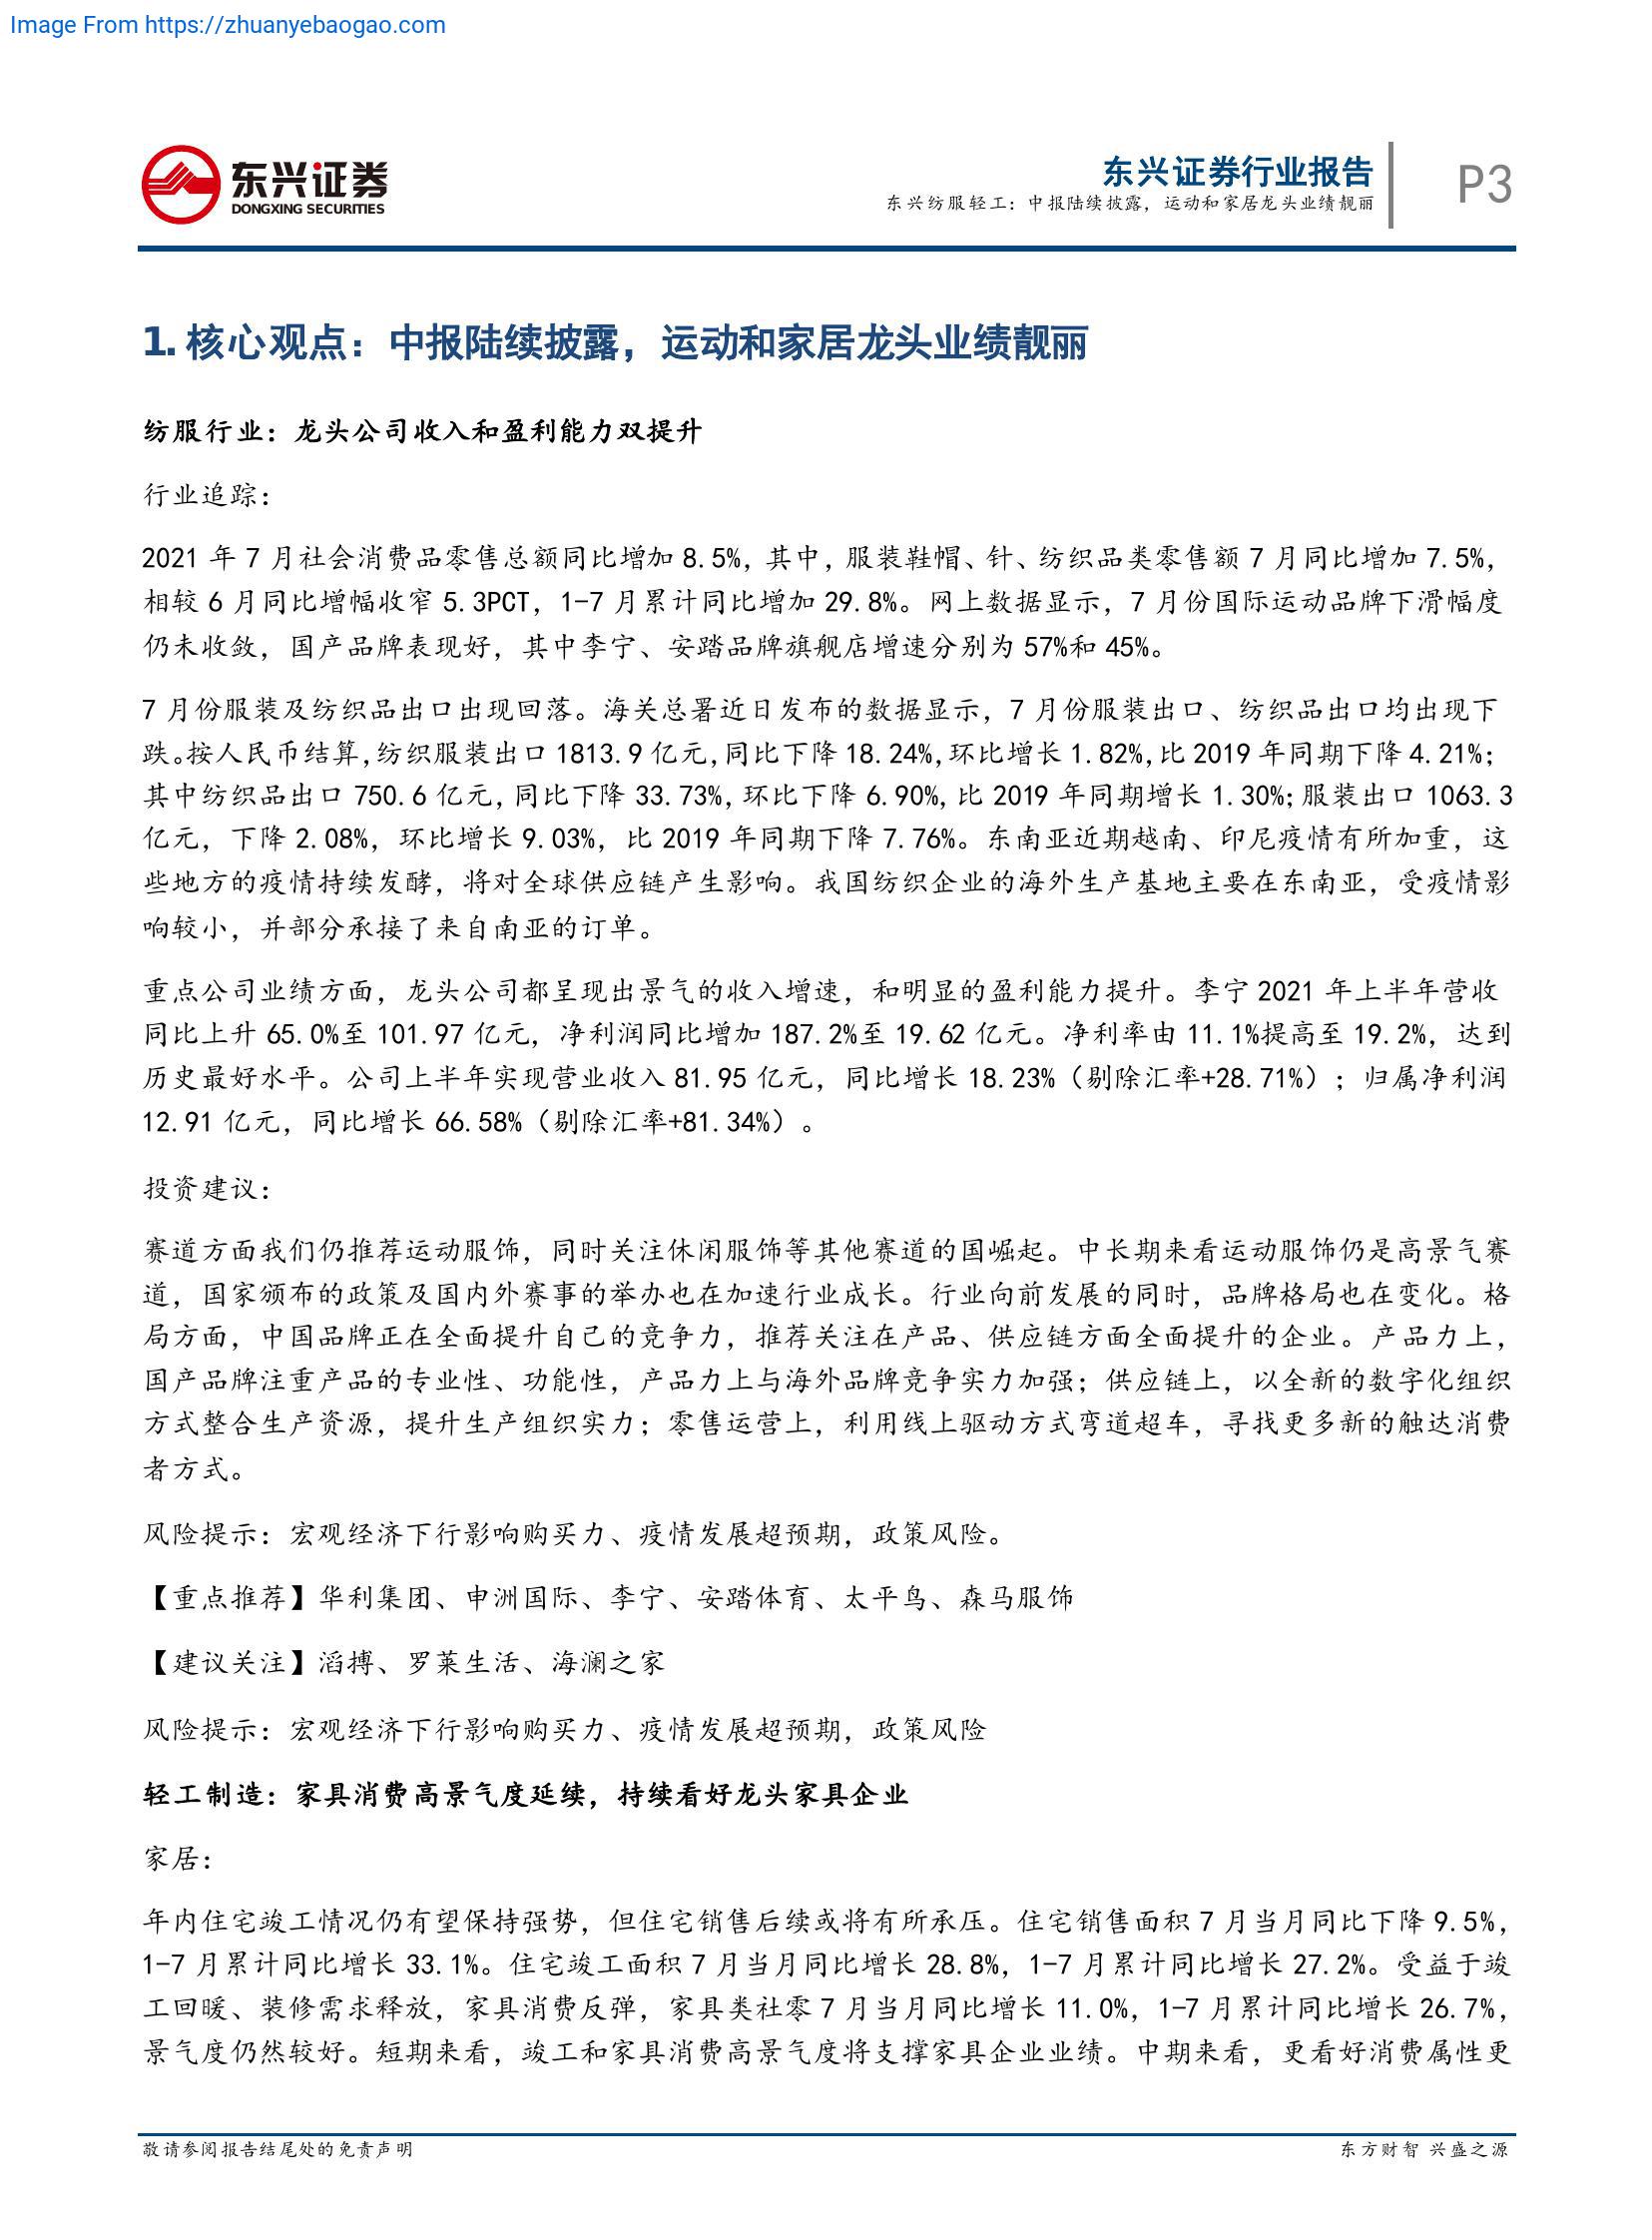 Image From https://zhuanyebaogao.com
东兴证券
DONGXING SECURITIES
东兴证券行业报告
东兴纺服轻工：中报陆续披露，运动和家居龙头业绩靓丽
P3
1. 核心观点：中报陆续披露，运动和家居龙头业绩靓丽
纺服行业：龙头公司收入和盈利能力双提升
行业追踪：
2021 年 7 月社会消费品零售总额同比增加 8.5%，其中，服装鞋帽、针、纺织品类零售额 7 月同比增加 7.5%，
相较 6 月同比增幅收窄 5.3PCT，1-7 月累计同比增加 29.8%。网上数据显示，7 月份国际运动品牌下滑幅度
仍未收敛，国产品牌表现好，其中李宁、安踏品牌旗舰店增速分别为 57%和 45%。
7 月份服装及纺织品出口出现回落。海关总署近日发布的数据显示，7 月份服装出口、纺织品出口均出现下
跌。按人民币结算，纺织服装出口 1813.9 亿元，同比下降 18.24%，环比增长 1.82%，比 2019 年同期下降 4.21%；
其中纺织品出口 750.6 亿元，同比下降 33.73%，环比下降 6.90%，比 2019 年同期增长 1.30%；服装出口 1063.3
亿元，下降 2.08%，环比增长 9.03%，比 2019 年同期下降 7.76%。东南亚近期越南、印尼疫情有所加重，这
些地方的疫情持续发酵，将对全球供应链产生影响。我国纺织企业的海外生产基地主要在东南亚，受疫情影
响较小，并部分承接了来自南亚的订单。
重点公司业绩方面，龙头公司都呈现出景气的收入增速，和明显的盈利能力提升。李宁 2021 年上半年营收
同比上升 65.0%至 101.97 亿元，净利润同比增加 187.2%至 19.62 亿元。净利率由 11.1%提高至 19.2%，达到
历史最好水平。公司上半年实现营业收入 81.95 亿元，同比增长 18.23%（剔除汇率+28.71%）；归属净利润
12.91 亿元，同比增长 66.58%（剔除汇率+81.34%）。
投资建议：
赛道方面我们仍推荐运动服饰，同时关注休闲服饰等其他赛道的国崛起。中长期来看运动服饰仍是高景气赛
道，国家颁布的政策及国内外赛事的举办也在加速行业成长。行业向前发展的同时，品牌格局也在变化。格
局方面，中国品牌正在全面提升自己的竞争力，推荐关注在产品、供应链方面全面提升的企业。产品力上，
国产品牌注重产品的专业性、功能性，产品力上与海外品牌竞争实力加强；供应链上，以全新的数字化组织
方式整合生产资源，提升生产组织实力；零售运营上，利用线上驱动方式弯道超车，寻找更多新的触达消费
者方式。
风险提示：宏观经济下行影响购买力、疫情发展超预期，政策风险。
【重点推荐】华利集团、申洲国际、李宁、安踏体育、太平鸟、森马服饰
【建议关注】滔搏、罗莱生活、海澜之家
风险提示：宏观经济下行影响购买力、疫情发展超预期，政策风险
轻工制造：家具消费高景气度延续，持续看好龙头家具企业
家居：
年内住宅竣工情况仍有望保持强势，但住宅销售后续或将有所承压。住宅销售面积 7 月当月同比下降 9.5%，
1-7 月累计同比增长 33.1%。住宅竣工面积 7 月当月同比增长 28.8%，1-7 月累计同比增长 27.2%。受益于竣
工回暖、装修需求释放，家具消费反弹，家具类社零 7 月当月同比增长 11.0%，1-7 月累计同比增长 26.7%，
景气度仍然较好。短期来看，竣工和家具消费高景气度将支撑家具企业业绩。中期来看，更看好消费属性更
敬请参阅报告结尾处的免责声明
东方财智 兴盛之源